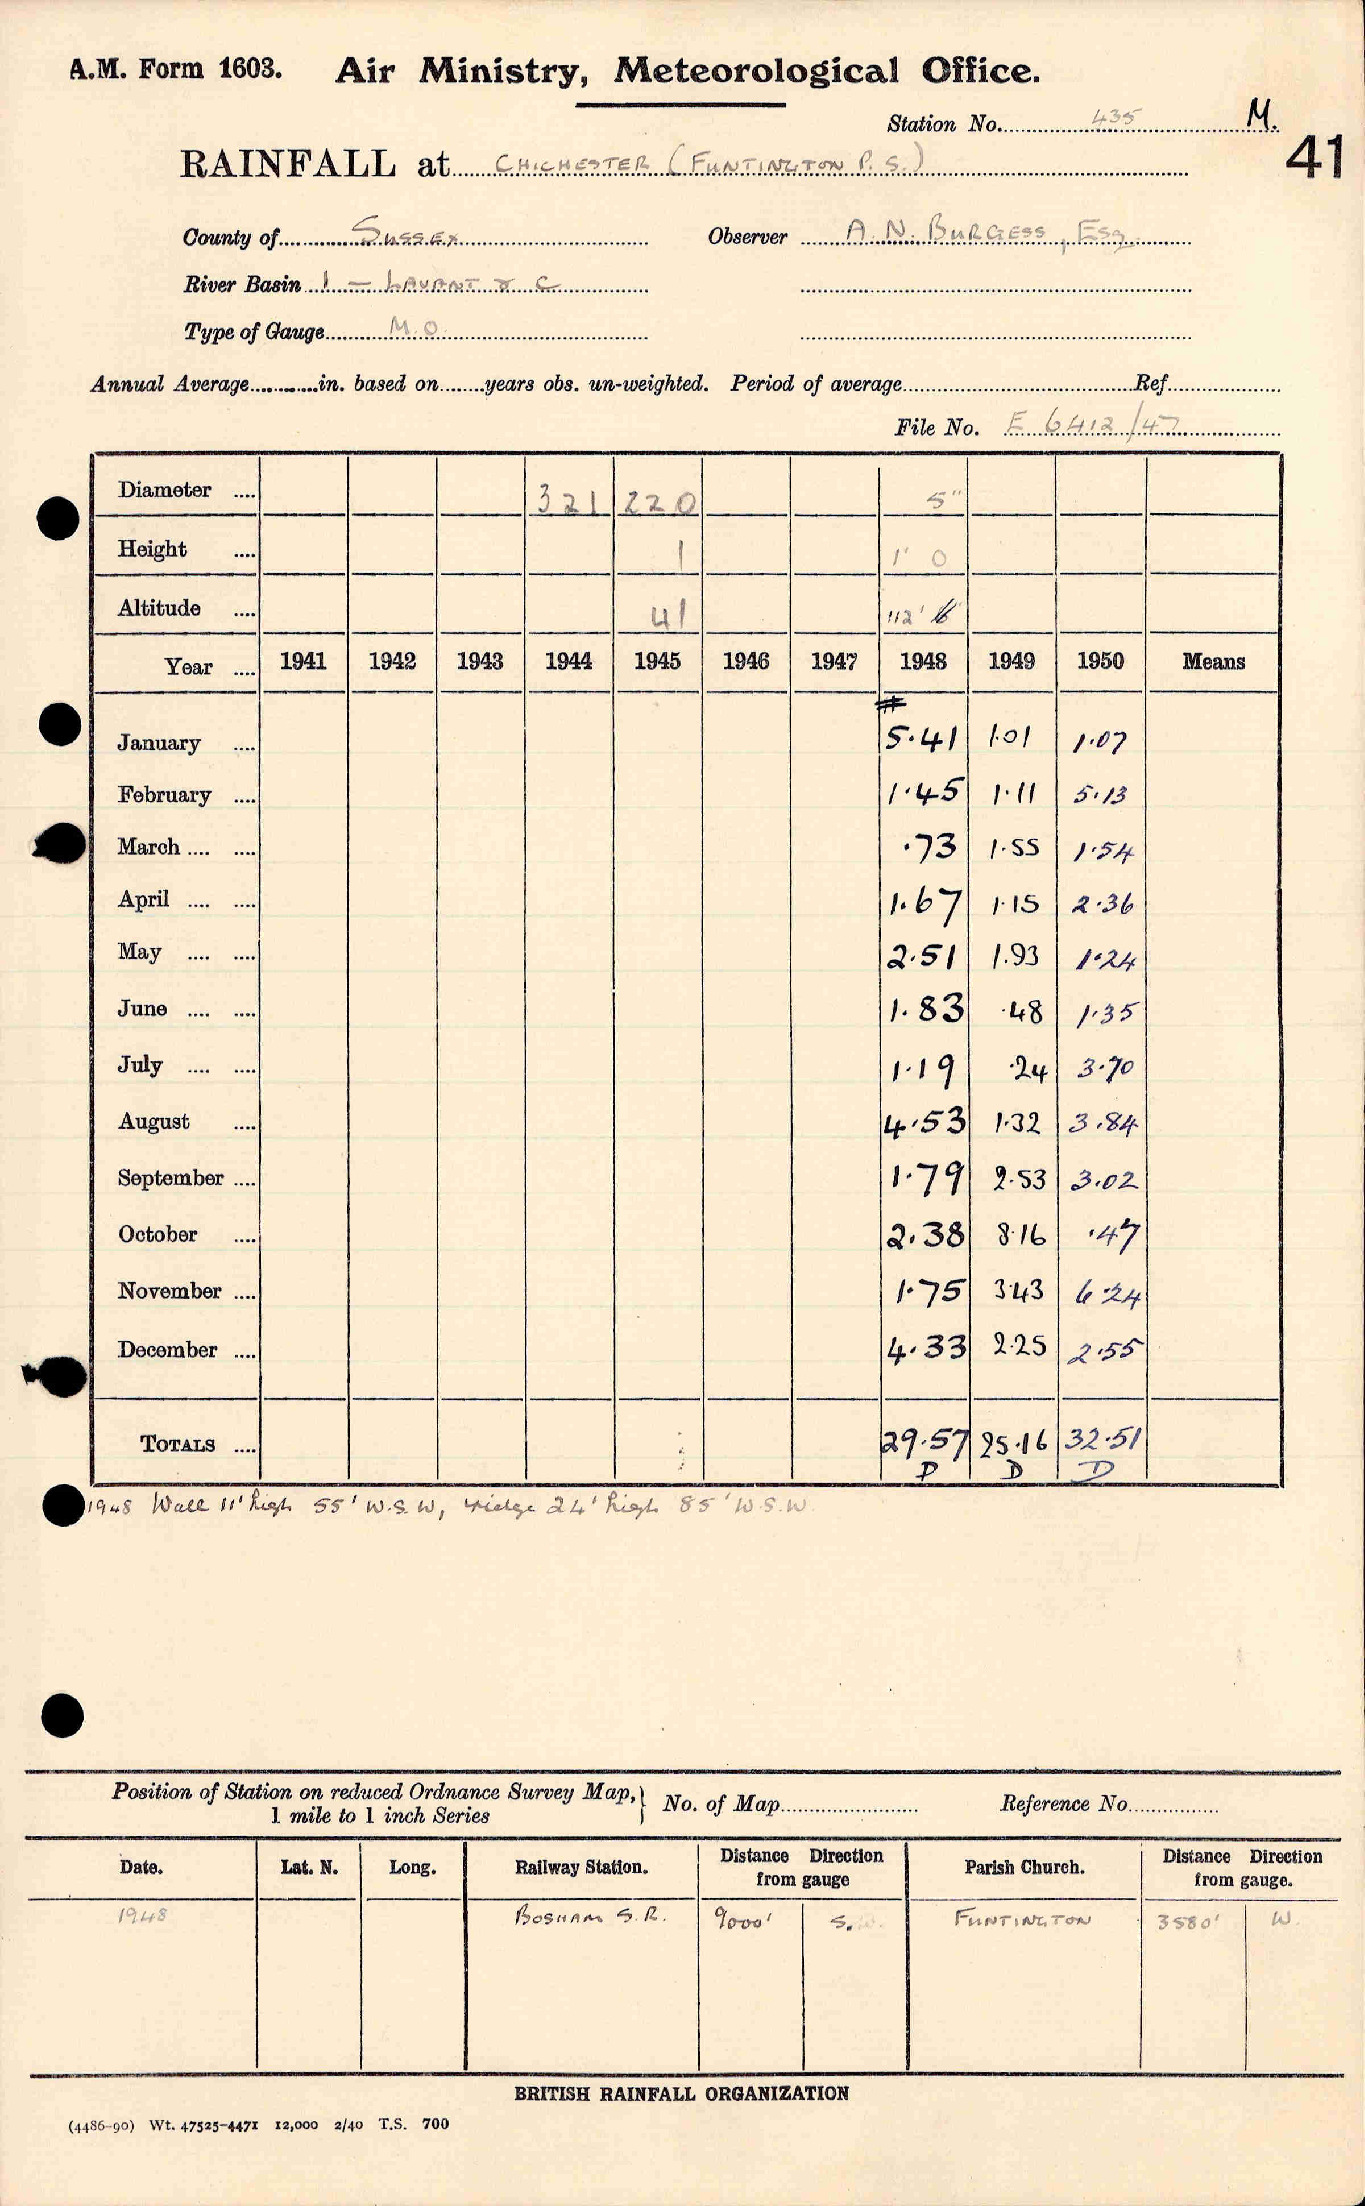 A.M. Form 1603. Air Ministry, Meteorological Office.
Station No. 435 M.
41
RAINFALL at CHICHESTER (FUNTINGTON P.S.)
County of Sussex Observer A.N. BURGESS, Esq
River Basin 1 – LAVANT & C
Type of Gauge M.O.
Annual Average in. based on years obs. un-weighted. Period of average Ref
File No. E 6412/47
Diameter 321 220 5"
Height 1 1' 0
Altitude 41 112'
Year 1941 1942 1943 1944 1945 1946 1947 1948 1949 1950 Means
#
January 5.41 1.01 1.07
February 1.45 1.11 5.13
March .73 1.55 1.54
April 1.67 1.15 2.36
May 2.51 1.93 1.24
June 1.83 .48 1.35
July 1.19 .24 3.70
August 4.53 1.32 3.84
September 1.79 2.53 3.02
October 2.38 8.16 .47
November 1.75 3.43 6.24
December 4.33 2.25 2.55
TOTALS 29.57 25.16 32.51
D D D
1948 Wall 11' high 55' W.S.W, ridge 24' high 85' W.S.W.
Position of Station on reduced Ordnance Survey Map, 1 mile to 1 inch Series } No. of Map Reference No.
Date. Lat. N. Long. Railway Station. Distance Direction from gauge Parish Church. Distance Direction from gauge.
1948 BOSHAM S.R. 9000' S. FUNTINGTON 3580' W.
BRITISH RAINFALL ORGANIZATION
(4486-90) Wt. 47525-4471 12,000 2/40 T.S. 700